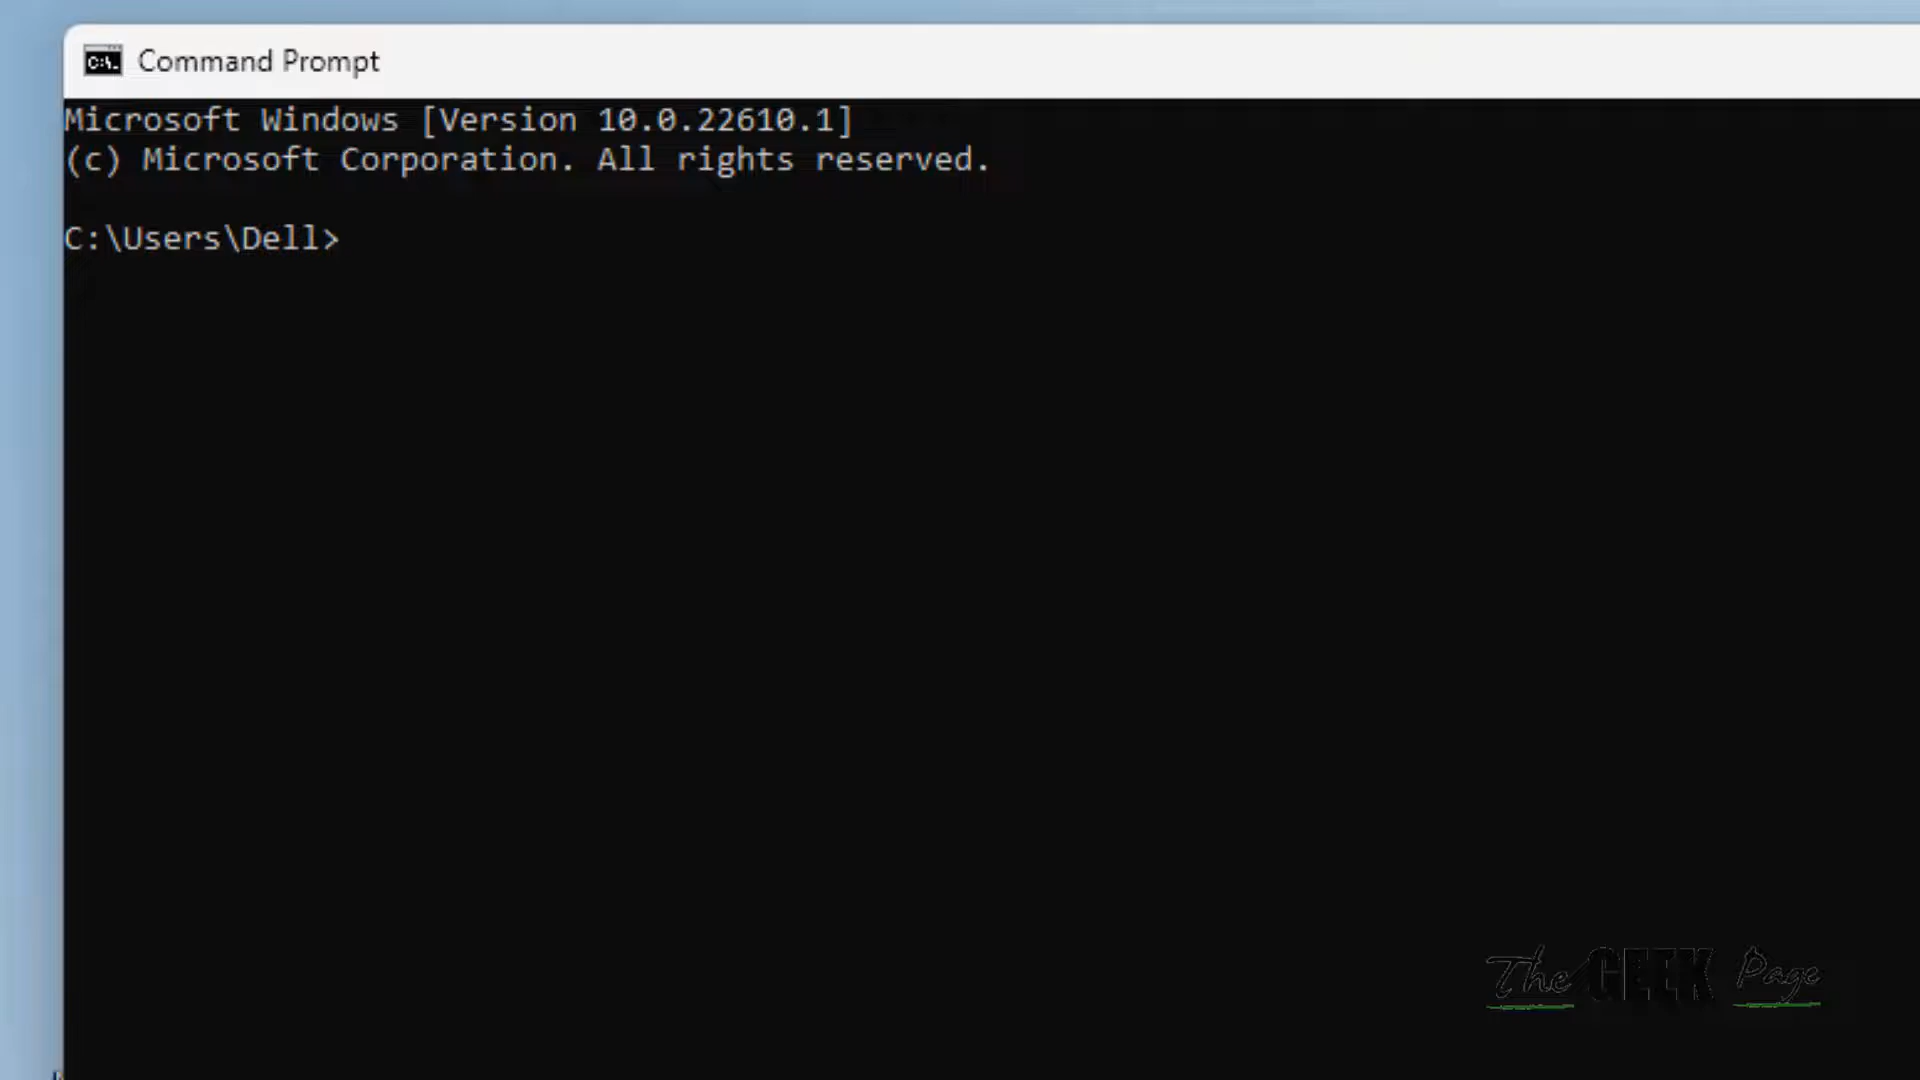 C:\.
Command Prompt
Microsoft Windows [Version 10.0.22610.1]
(c) Microsoft Corporation. All rights reserved.
C:\Users\Dell>
The GEEK Page